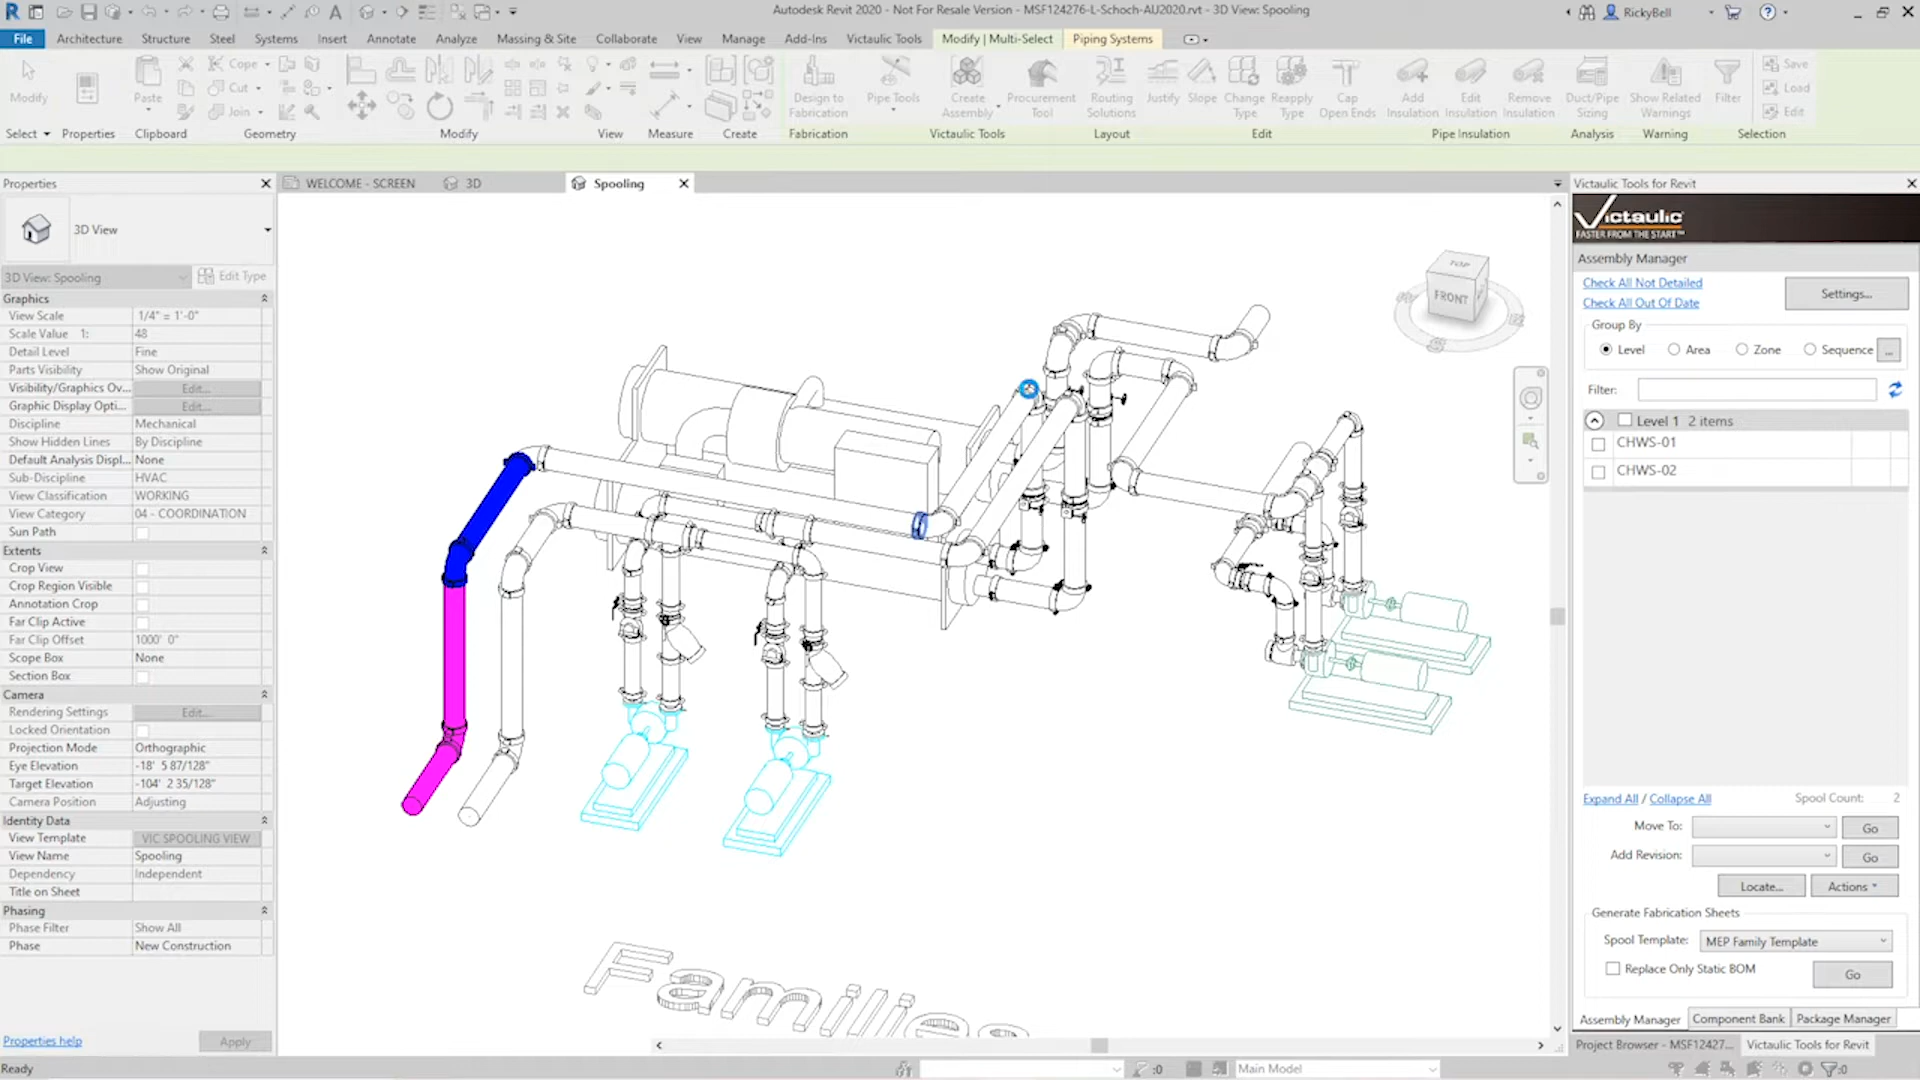 Autodesk Revit 2020 - Not For Resale Version - MSF124276-L-Schoch-AU2020.rvt - 3D View: Spooling
RickyBell
File Architecture Structure Steel Systems Insert Annotate Analyze Massing & Site Collaborate View Manage Add-Ins Victaulic Tools Modify | Multi-Select Piping Systems
Modify Paste Cope Cut Join
Design to Fabrication Pipe Tools Create Assembly Procurement Tool Routing Solutions Justify Slope Change Type Reapply Type Cap Open Ends Add Insulation Edit Insulation Remove Insulation Duct/Pipe Sizing Show Related Warnings Filter Save Load Edit
Select Properties Clipboard Geometry Modify View Measure Create Fabrication Victaulic Tools Layout Edit Pipe Insulation Analysis Warning Selection
Properties
WELCOME - SCREEN 3D Spooling
3D View
3D View: Spooling Edit Type
Graphics
View Scale 1/4" = 1'-0"
Scale Value 1: 48
Detail Level Fine
Parts Visibility Show Original
Visibility/Graphics Ov... Edit...
Graphic Display Opti... Edit...
Discipline Mechanical
Show Hidden Lines By Discipline
Default Analysis Displ... None
Sub-Discipline HVAC
View Classification WORKING
View Category 04 - COORDINATION
Sun Path
Extents
Crop View
Crop Region Visible
Annotation Crop
Far Clip Active
Far Clip Offset 1000' 0"
Scope Box None
Section Box
Camera
Rendering Settings Edit...
Locked Orientation
Projection Mode Orthographic
Eye Elevation -18' 5 87/128"
Target Elevation -104' 2 35/128"
Camera Position Adjusting
Identity Data
View Template VIC SPOOLING VIEW
View Name Spooling
Dependency Independent
Title on Sheet
Phasing
Phase Filter Show All
Phase New Construction
Properties help Apply
TOP
FRONT
Families
Victaulic Tools for Revit
Victaulic
FASTER FROM THE START™
Assembly Manager
Check All Not Detailed
Check All Out Of Date
Settings...
Group By
Level Area Zone Sequence ...
Filter:
Level 1 2 items
CHWS-01
CHWS-02
Expand All / Collapse All Spool Count: 2
Move To: Go
Add Revision: Go
Locate... Actions
Generate Fabrication Sheets
Spool Template: MEP Family Template
Replace Only Static BOM Go
Assembly Manager Component Bank Package Manager
Project Browser - MSF12427... Victaulic Tools for Revit
Ready :0 Main Model :0